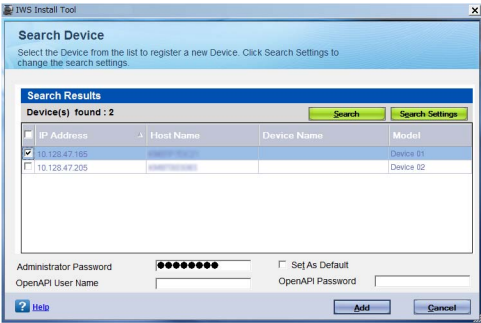 IWS Install Tool
Search Device
Select the Device from the list to register a new Device. Click Search Settings to
change the search settings.
Search Results
Device(s) found : 2
Search
Search Settings
IP Address Host Name Device Name Model
10.128.47.165 Device 01
10.128.47.205 Device 02
Administrator Password
Set As Default
OpenAPI User Name
OpenAPI Password
Help
Add
Cancel